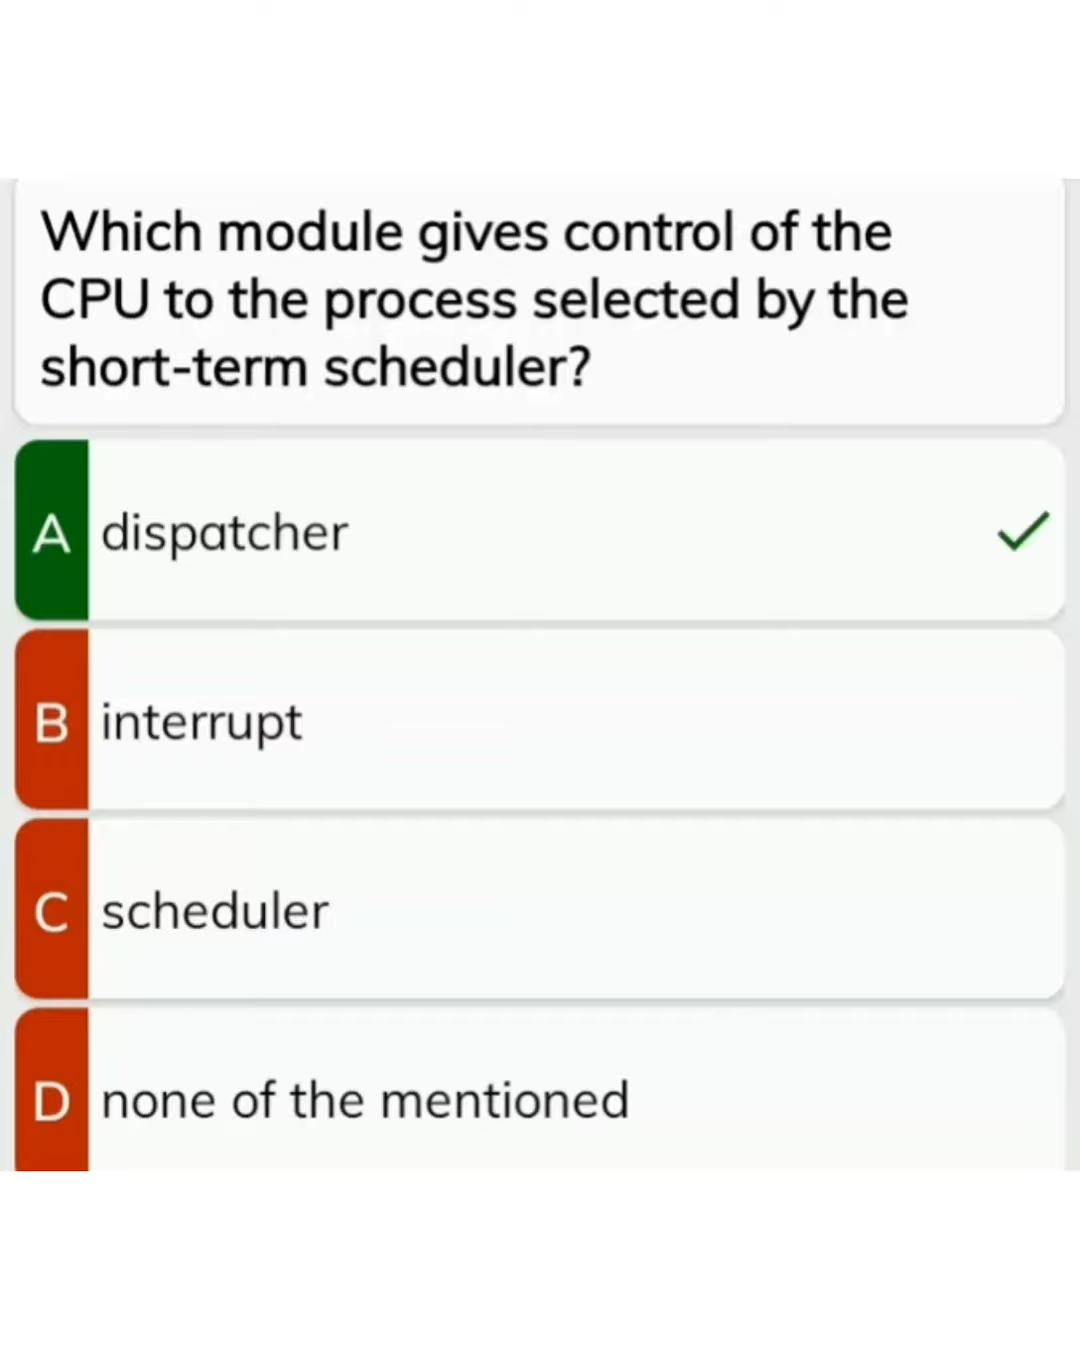 Which module gives control of the
CPU to the process selected by the
short-term scheduler?
A dispatcher
B interrupt
C scheduler
D none of the mentioned